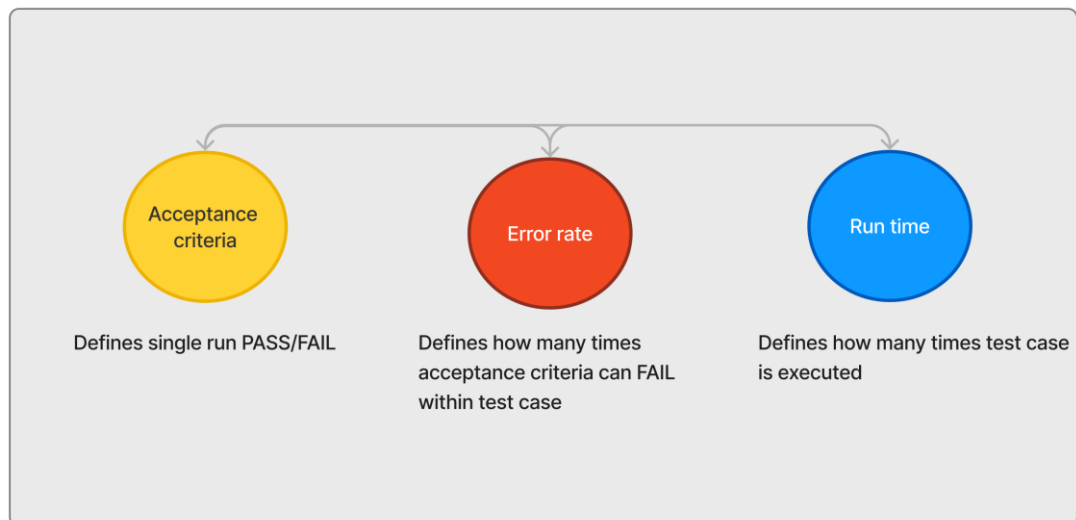 Acceptance
criteria
Error rate
Run time
Defines single run PASS/FAIL
Defines how many times
acceptance criteria can FAIL
within test case
Defines how many times test case
is executed